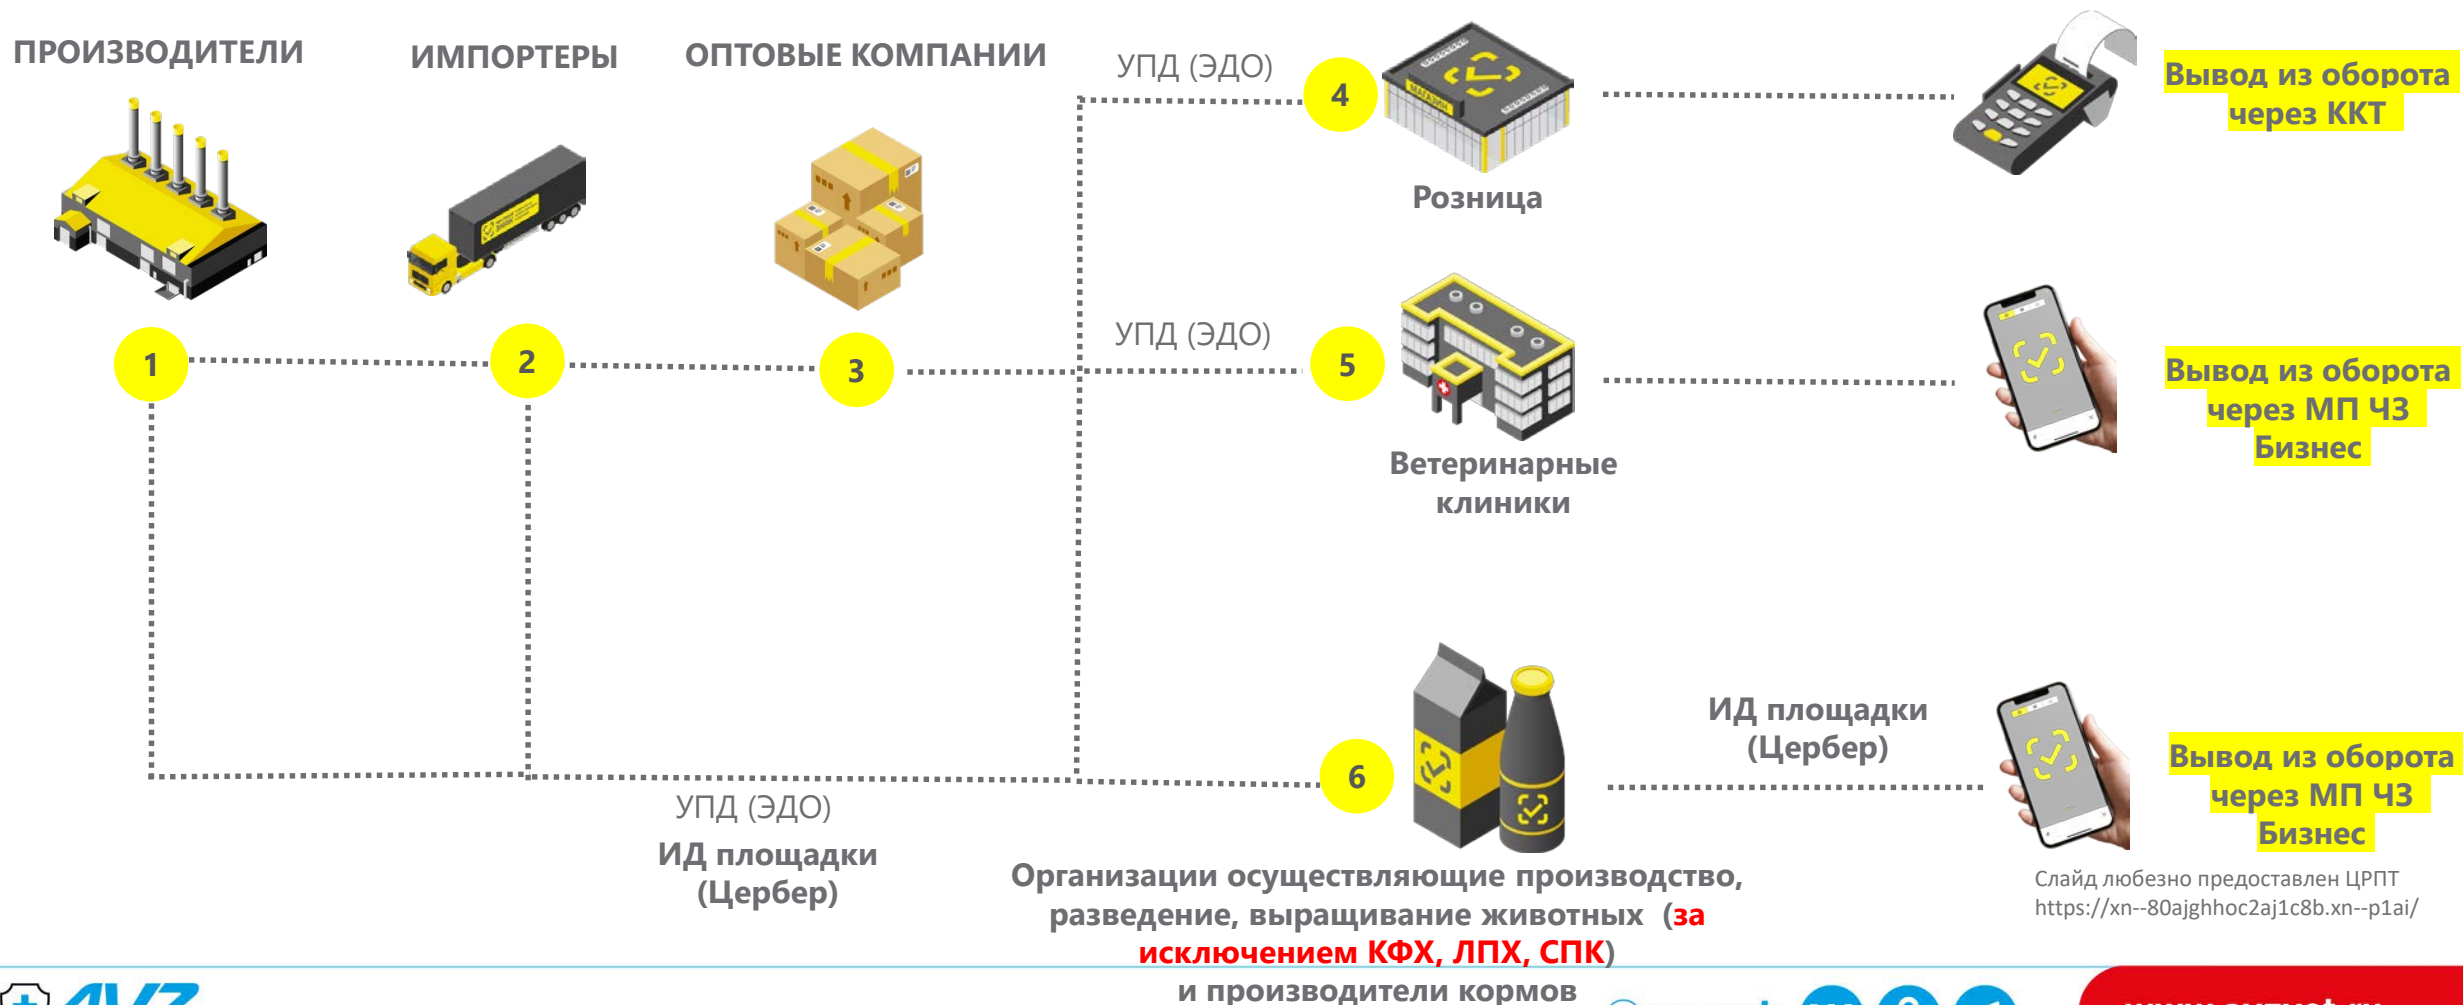 ПРОИЗВОДИТЕЛИ
ИМПОРТЕРЫ
ОПТОВЫЕ КОМПАНИИ
УПД (ЭДО)
4
МАГАЗИН
Розница
Вывод из оборота
через ККТ
1
2
3
УПД (ЭДО)
5
Ветеринарные
клиники
Вывод из оборота
через МП ЧЗ
Бизнес
УПД (ЭДО)
ИД площадки
(Цербер)
6
Организации осуществляющие производство,
разведение, выращивание животных (за
исключением КФХ, ЛПХ, СПК)
и производители кормов
ИД площадки
(Цербер)
Вывод из оборота
через МП ЧЗ
Бизнес
Слайд любезно предоставлен ЦРПТ
https://xn--80ajghhoc2aj1c8b.xn--p1ai/
AVZ